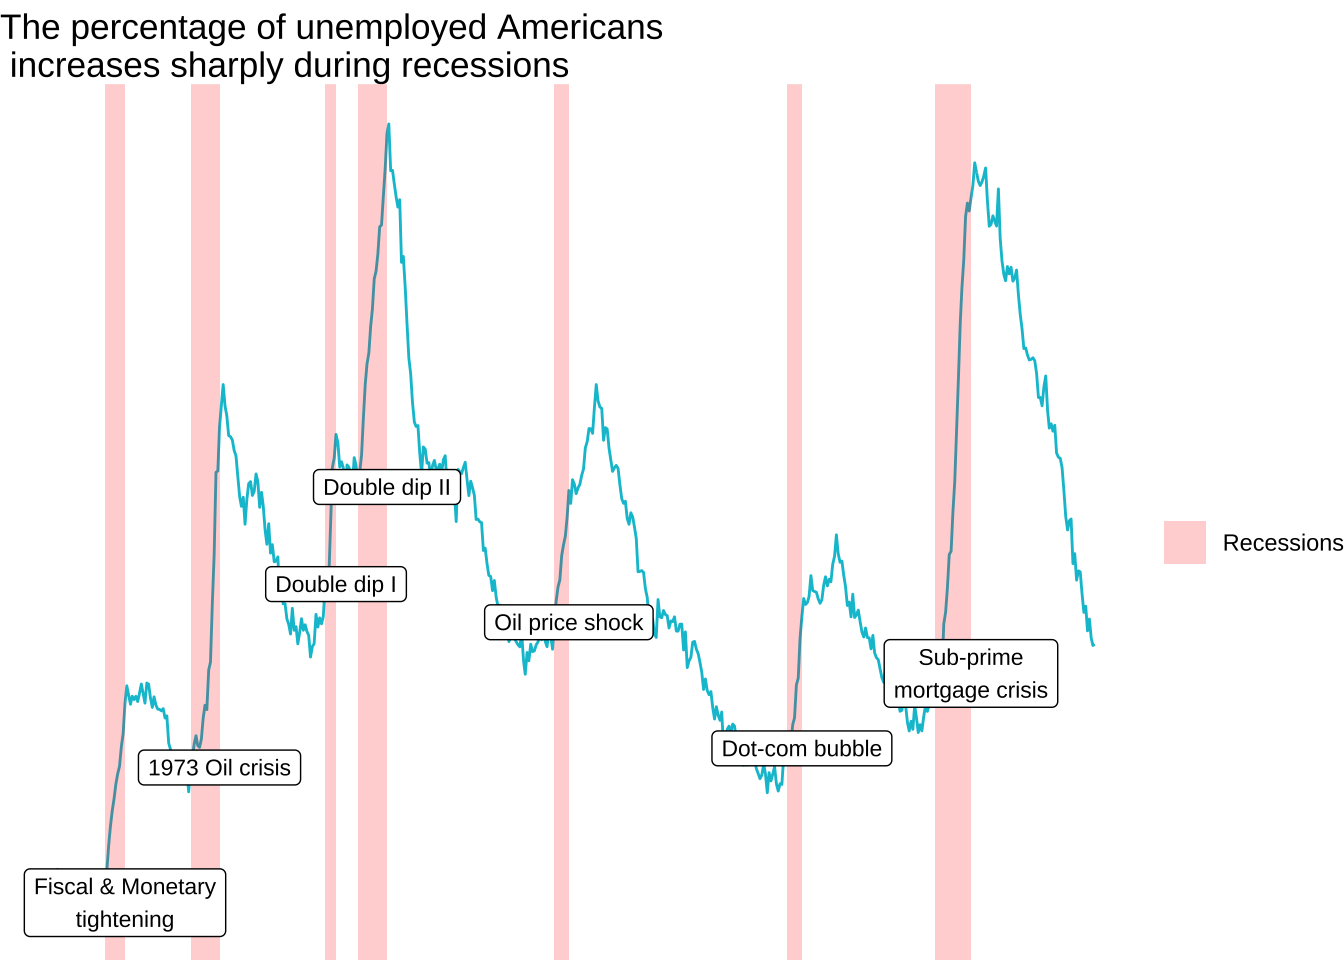 The percentage of unemployed Americans
increases sharply during recessions
Double dip II
Double dip I
Recessions
Oil price shock
Sub-prime
mortgage crisis
Dot-com bubble
1973 Oil crisis
Fiscal & Monetary
tightening